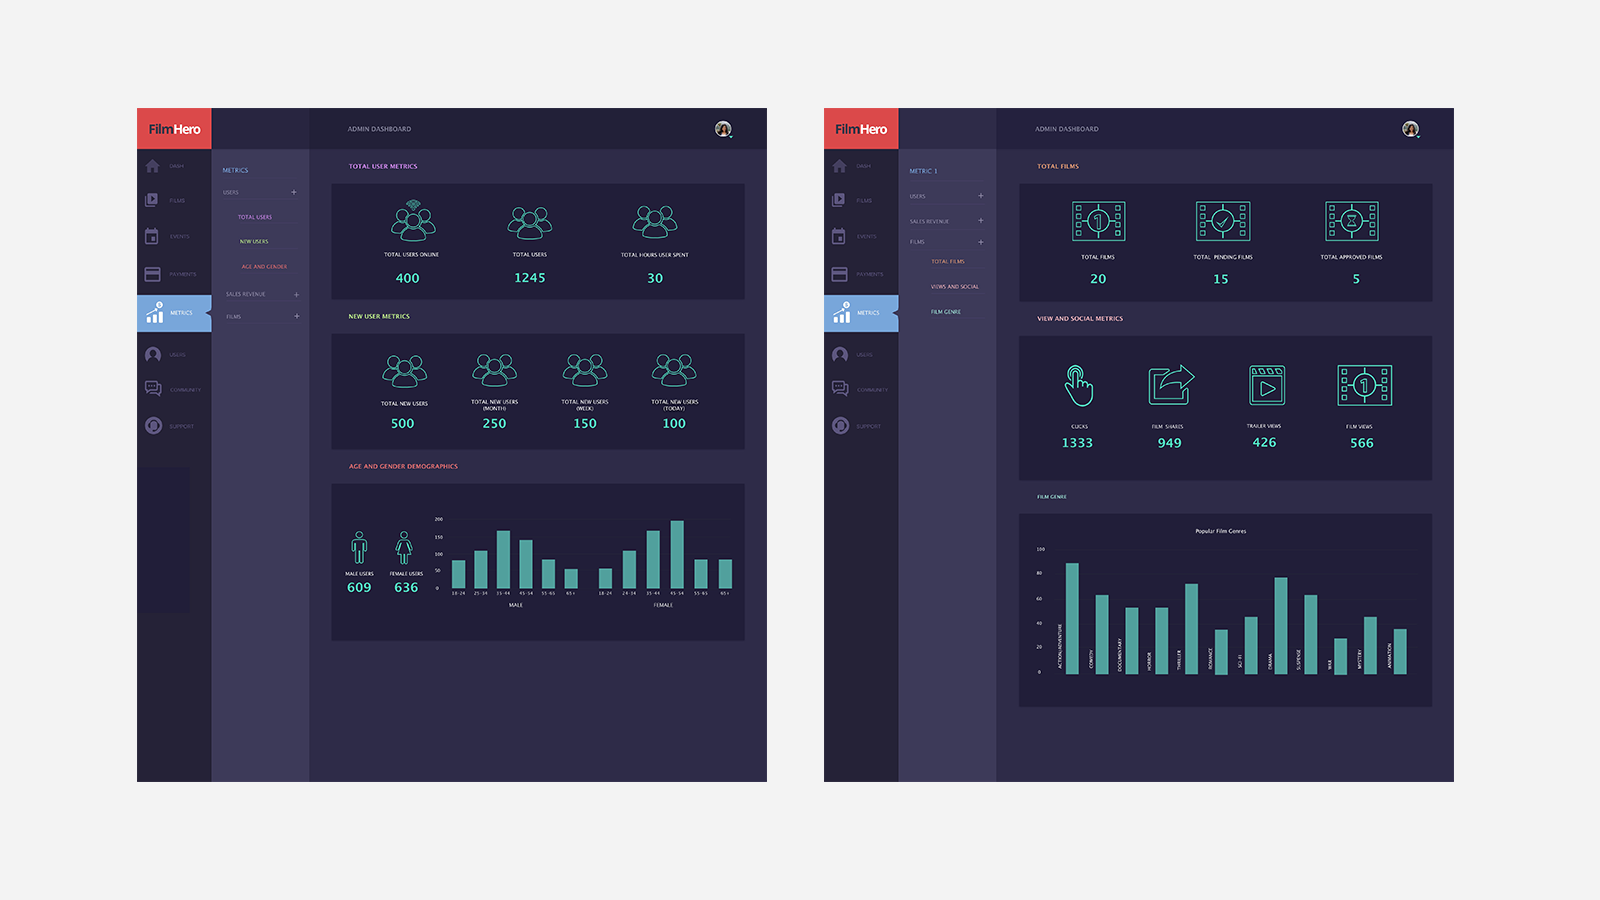 FilmHero
ADMIN DASHBOARD
DASH
FILMS
EVENTS
PAYMENTS
METRICS
USERS
COMMUNITY
SUPPORT
METRICS
USERS +
TOTAL USERS
NEW USERS
AGE AND GENDER
SALES REVENUE +
FILMS +
TOTAL USER METRICS
TOTAL USERS ONLINE
400
TOTAL USERS
1245
TOTAL HOURS USER SPENT
30
NEW USER METRICS
TOTAL NEW USERS
500
TOTAL NEW USERS
(MONTH)
250
TOTAL NEW USERS
(WEEK)
150
TOTAL NEW USERS
(TODAY)
100
AGE AND GENDER DEMOGRAPHICS
MALE USERS
609
FEMALE USERS
636
200
150
100
50
0
18-24 25-34 35-44 45-54 55-65 65+
MALE
18-24 24-34 35-44 45-54 55-65 65+
FEMALE
FilmHero
ADMIN DASHBOARD
DASH
FILMS
EVENTS
PAYMENTS
METRICS
USERS
COMMUNITY
SUPPORT
METRIC 1
USERS +
SALES REVENUE +
FILMS +
TOTAL FILMS
VIEWS AND SOCIAL
FILM GENRE
TOTAL FILMS
1
TOTAL FILMS
20
TOTAL PENDING FILMS
15
TOTAL APPROVED FILMS
5
VIEW AND SOCIAL METRICS
CLICKS
1333
FILM SHARES
949
TRAILER VIEWS
426
1
FILM VIEWS
566
FILM GENRE
Popular Film Genres
100
80
60
40
20
0
ACTION/ADVENTURE
COMEDY
DOCUMENTARY
HORROR
THRILLER
ROMANCE
SCI-FI
DRAMA
SUSPENSE
WAR
MYSTERY
ANIMATION